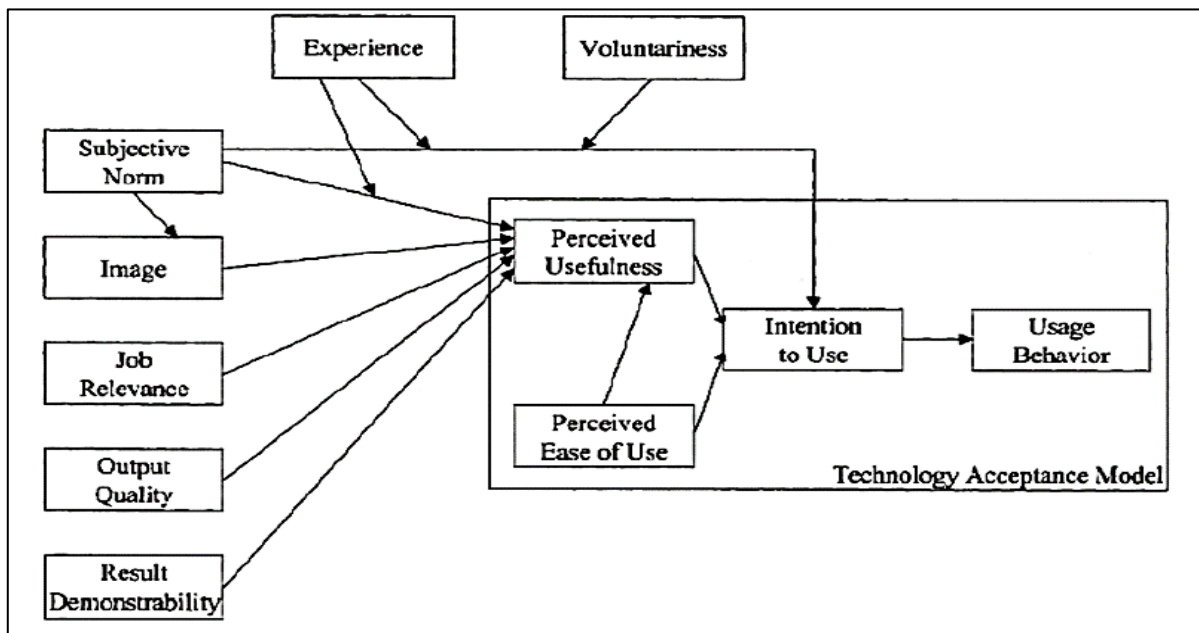 Experience
Voluntariness
Subjective
Norm
Image
Job
Relevance
Output
Quality
Result
Demonstrability
Perceived
Usefulness
Perceived
Ease of Use
Intention
to Use
Usage
Behavior
Technology Acceptance Model